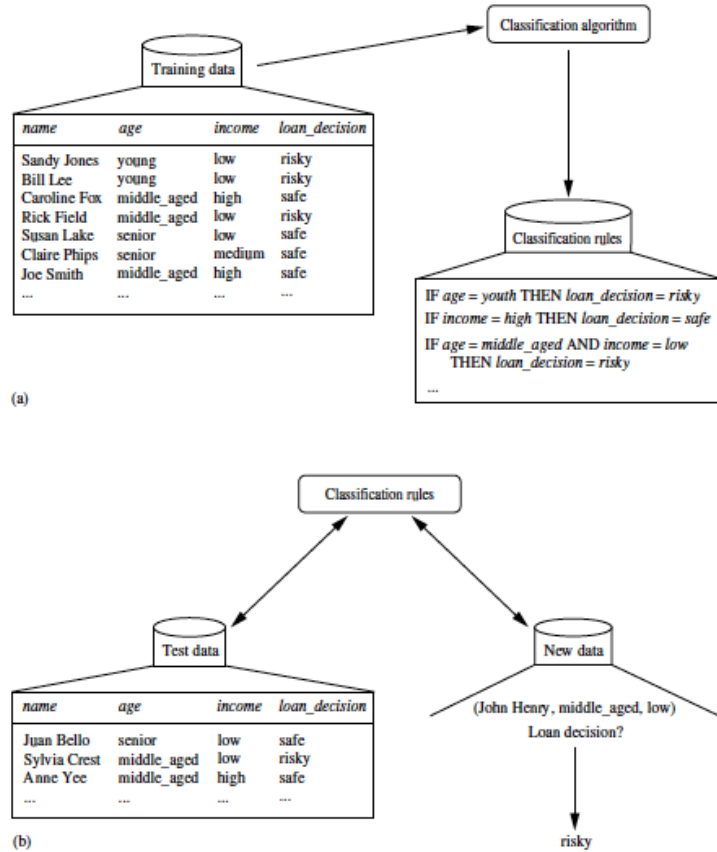 Classification algorithm
Training data
name age income loan_decision
Sandy Jones young low risky
Bill Lee young low risky
Caroline Fox middle_aged high safe
Rick Field middle_aged low risky
Susan Lake senior low safe
Claire Phips senior medium safe
Joe Smith middle_aged high safe
... ... ... ...
Classification rules
IF age = youth THEN loan_decision = risky
IF income = high THEN loan_decision = safe
IF age = middle_aged AND income = low
THEN loan_decision = risky
...
(a)
Classification rules
Test data
name age income loan_decision
Juan Bello senior low safe
Sylvia Crest middle_aged low risky
Anne Yee middle_aged high safe
... ... ... ...
New data
(John Henry, middle_aged, low)
Loan decision?
risky
(b)